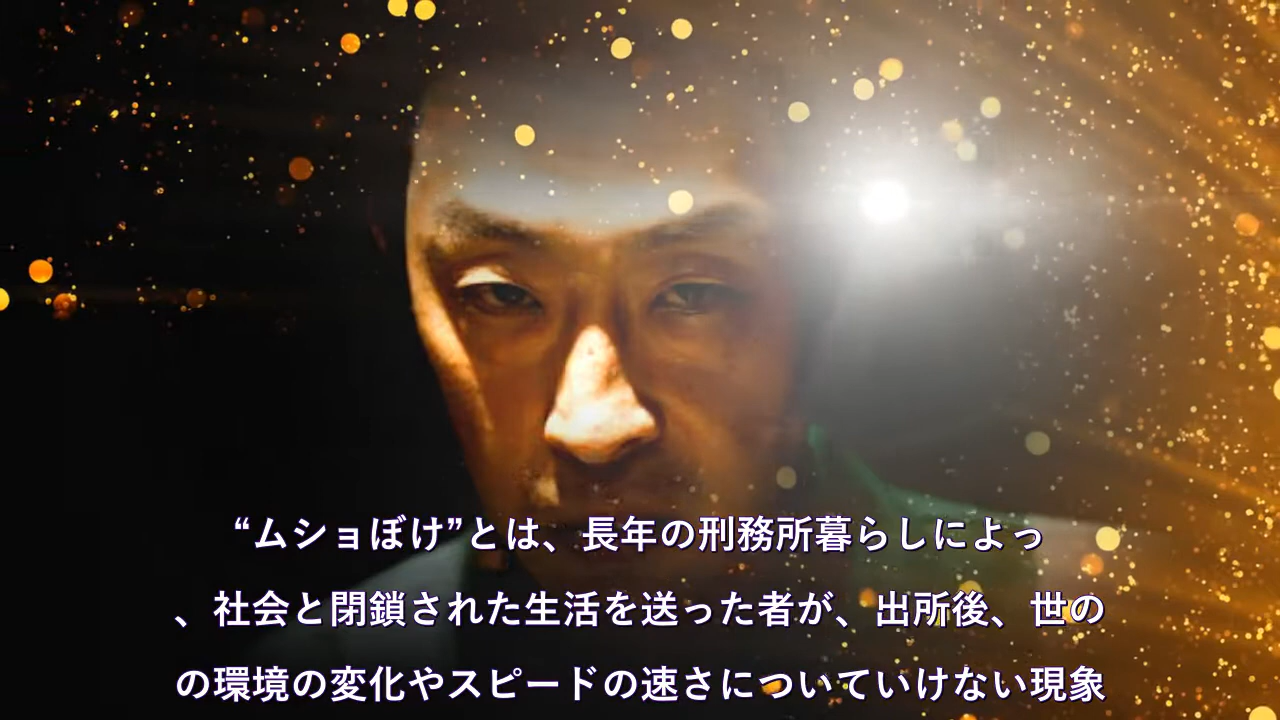 “ムショぼけ”とは、長年の刑務所暮らしによっ
、社会と閉鎖された生活を送った者が、出所後、世の
の環境の変化やスピードの速さについていけない現象